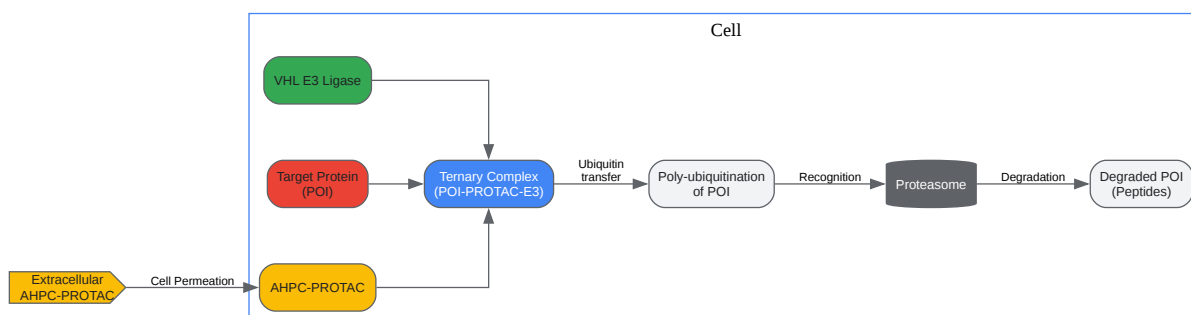 Cell
VHL E3 Ligase
Target Protein
(POI)
Ternary Complex
(POI-PROTAC-E3)
Ubiquitin
transfer
Poly-ubiquitination
of POI
Recognition
Proteasome
Degradation
Degraded POI
(Peptides)
Extracellular
AHPC-PROTAC
Cell Permeation
AHPC-PROTAC